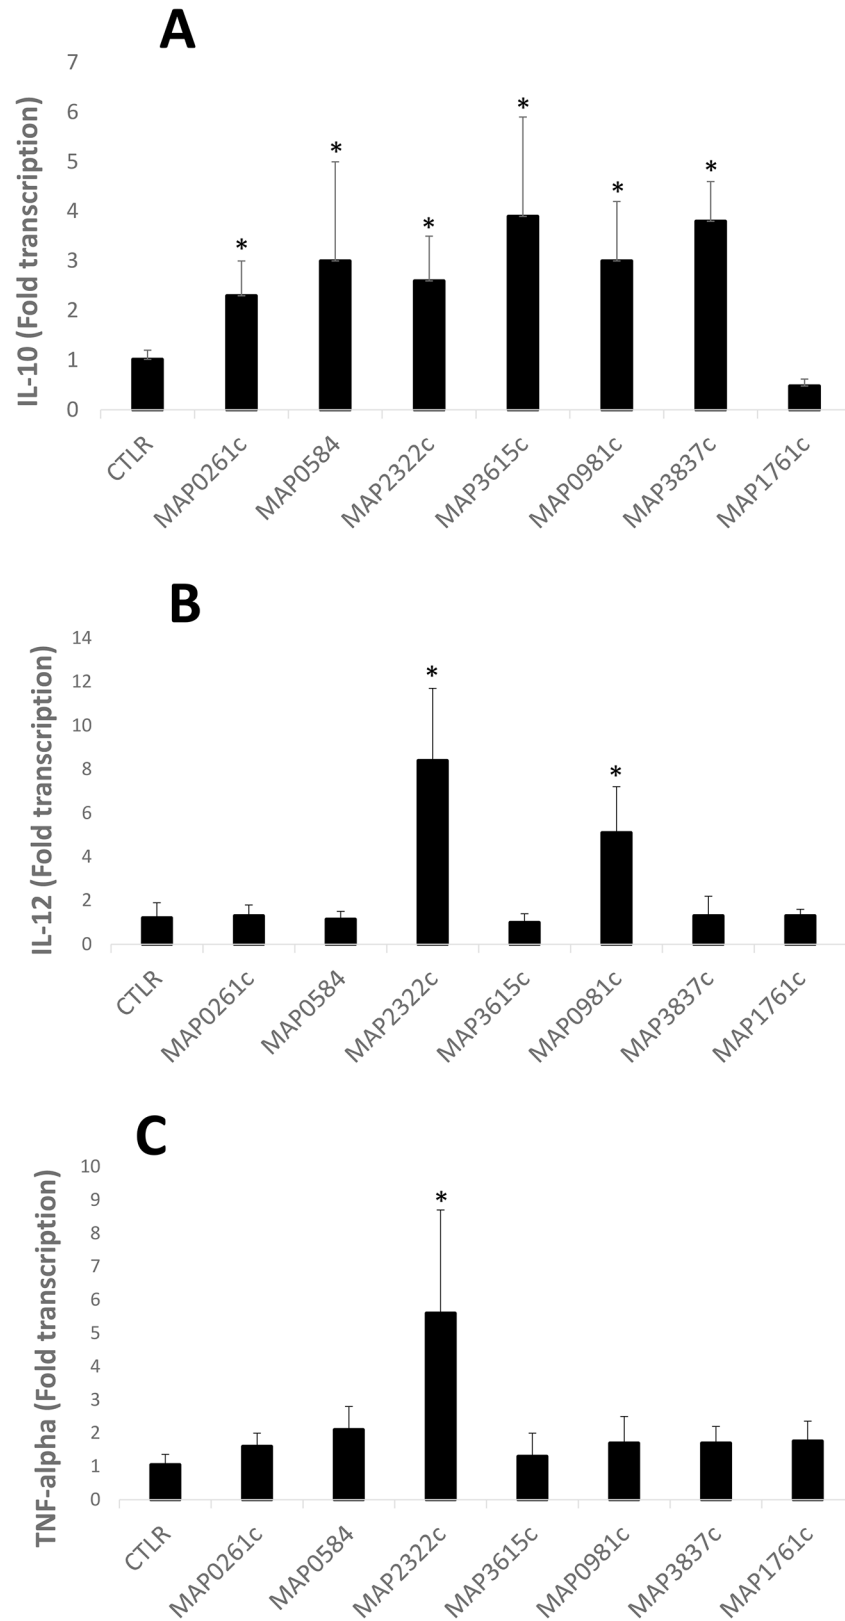 A
IL-10 (Fold transcription)
7
6
5
4
3
2
1
0
*
*
*
*
*
*
CTLR
MAP0261c
MAP0584
MAP2322c
MAP3615c
MAP0981c
MAP3837c
MAP1761c
B
IL-12 (Fold transcription)
14
12
10
8
6
4
2
0
*
*
CTLR
MAP0261c
MAP0584
MAP2322c
MAP3615c
MAP0981c
MAP3837c
MAP1761c
C
TNF-alpha (Fold transcription)
10
9
8
7
6
5
4
3
2
1
0
*
CTLR
MAP0261c
MAP0584
MAP2322c
MAP3615c
MAP0981c
MAP3837c
MAP1761c